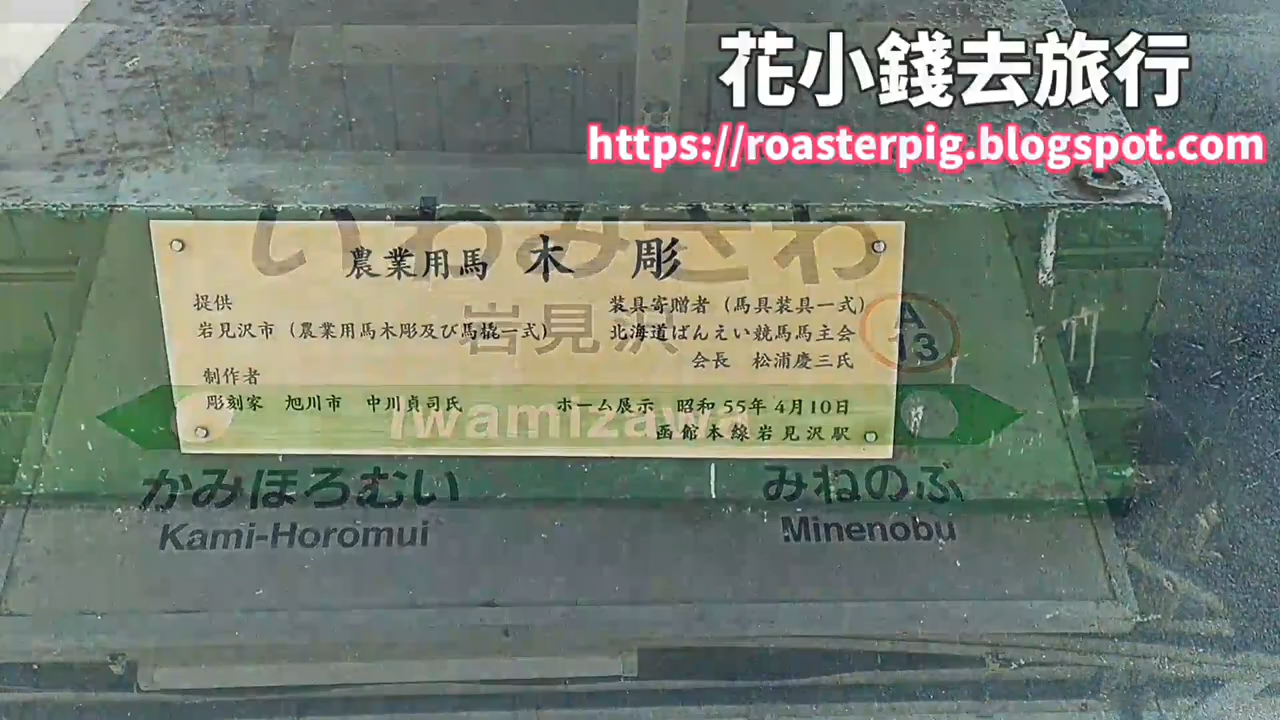 花小錢去旅行
https://roasterpig.blogspot.com
いわみざわ
農業用馬 木彫
提供
装具寄贈者（馬具装具一式）
岩見沢市（農業用馬木彫及び馬橇一式）
北海道ばんえい競馬馬主会
会長 松浦慶三氏
制作者
彫刻家 旭川市 中川貞司氏
ホーム展示 昭和55年4月10日
函館本線岩見沢駅
岩見沢
A
13
Iwamizawa
かみほろむい
みねのぶ
Kami-Horomui
Minenobu